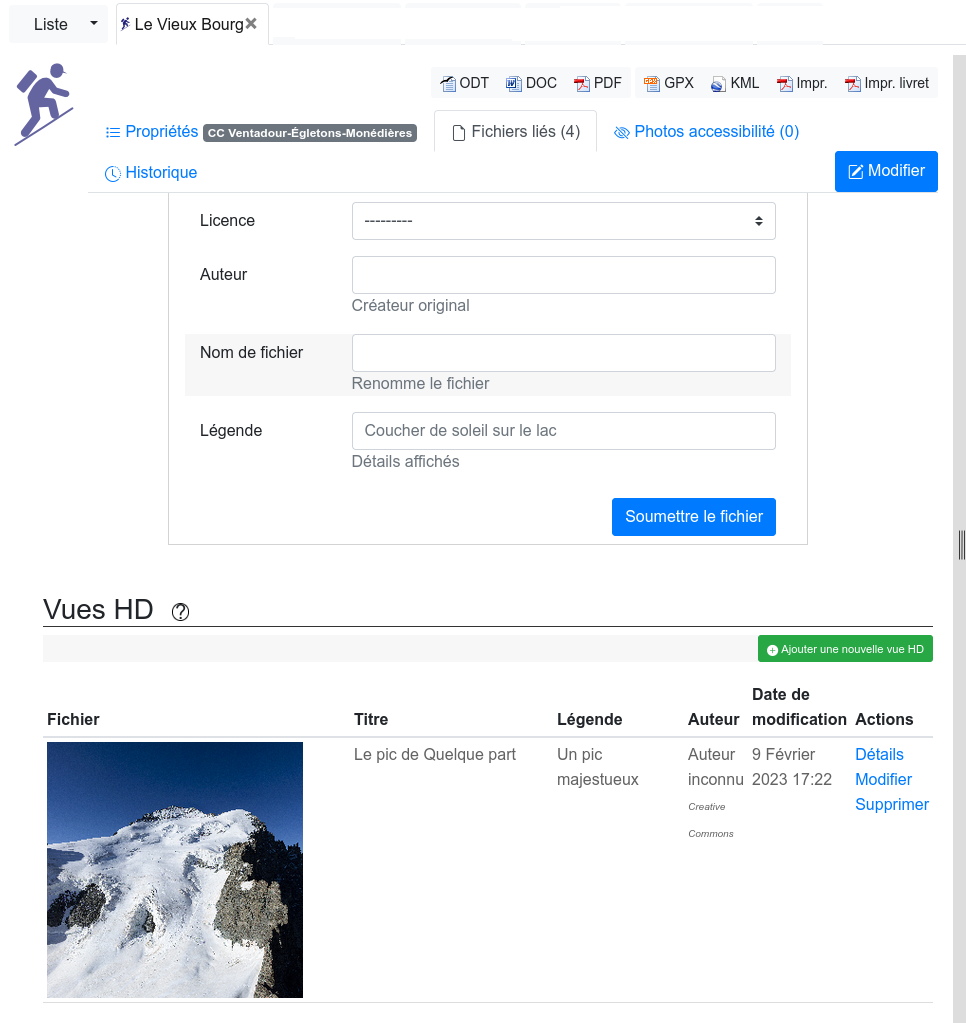 Liste
Le Vieux Bourg
ODT DOC PDF GPX KML Impr. Impr. livret
Propriétés CC Ventadour-Égletons-Monédières Fichiers liés (4) Photos accessibilité (0)
Historique Modifier
Licence ---------
Auteur
Créateur original
Nom de fichier
Renomme le fichier
Légende Coucher de soleil sur le lac
Détails affichés
Soumettre le fichier
Vues HD ?
Ajouter une nouvelle vue HD
Fichier Titre Légende Auteur Date de modification Actions
Le pic de Quelque part
Un pic
majestueux
Auteur
inconnu
Creative
Commons
9 Février
2023 17:22
Détails
Modifier
Supprimer